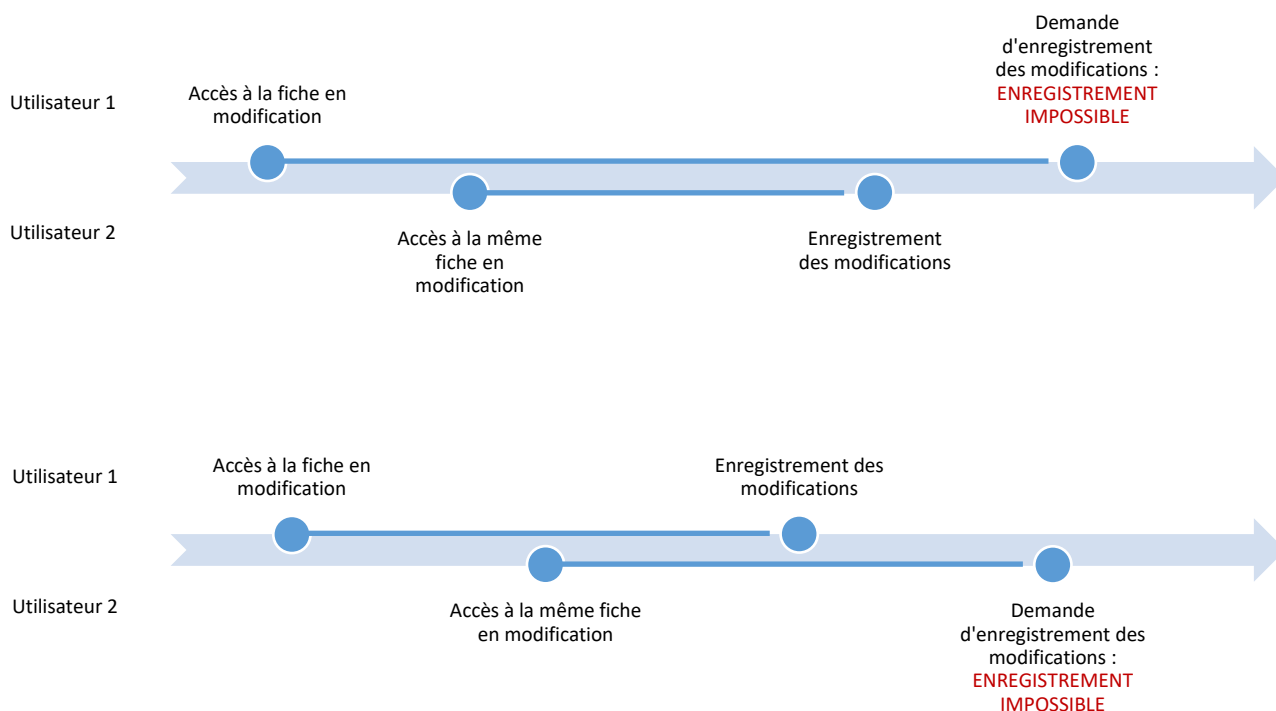 Demande
d'enregistrement
des modifications :
ENREGISTREMENT
IMPOSSIBLE
Utilisateur 1
Accès à la fiche en
modification
Utilisateur 2
Accès à la même
fiche en
modification
Enregistrement
des modifications
Utilisateur 1
Accès à la fiche en
modification
Enregistrement des
modifications
Utilisateur 2
Accès à la même fiche
en modification
Demande
d'enregistrement des
modifications :
ENREGISTREMENT
IMPOSSIBLE